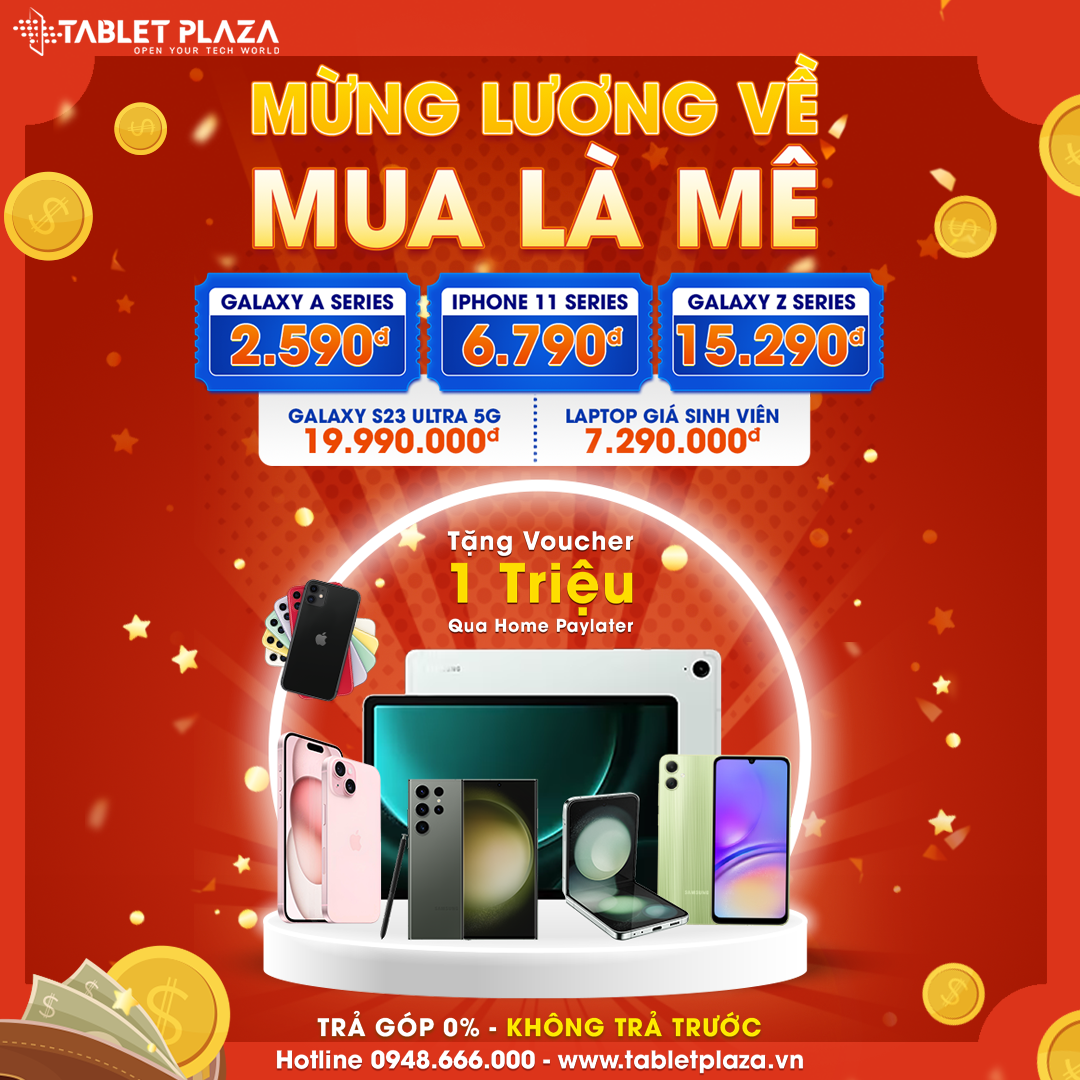 TABLET PLAZA
OPEN YOUR TECH WORLD
MỪNG LƯƠNG VỀ
MUA LÀ MÊ
GALAXY A SERIES
2.590đ
IPHONE 11 SERIES
6.790đ
GALAXY Z SERIES
15.290đ
GALAXY S23 ULTRA 5G
19.990.000đ
LAPTOP GIÁ SINH VIÊN
7.290.000đ
Tặng Voucher
1 Triệu
Qua Home Paylater
SAMSUNG
TRẢ GÓP 0% - KHÔNG TRẢ TRƯỚC
Hotline 0948.666.000 - www.tabletplaza.vn